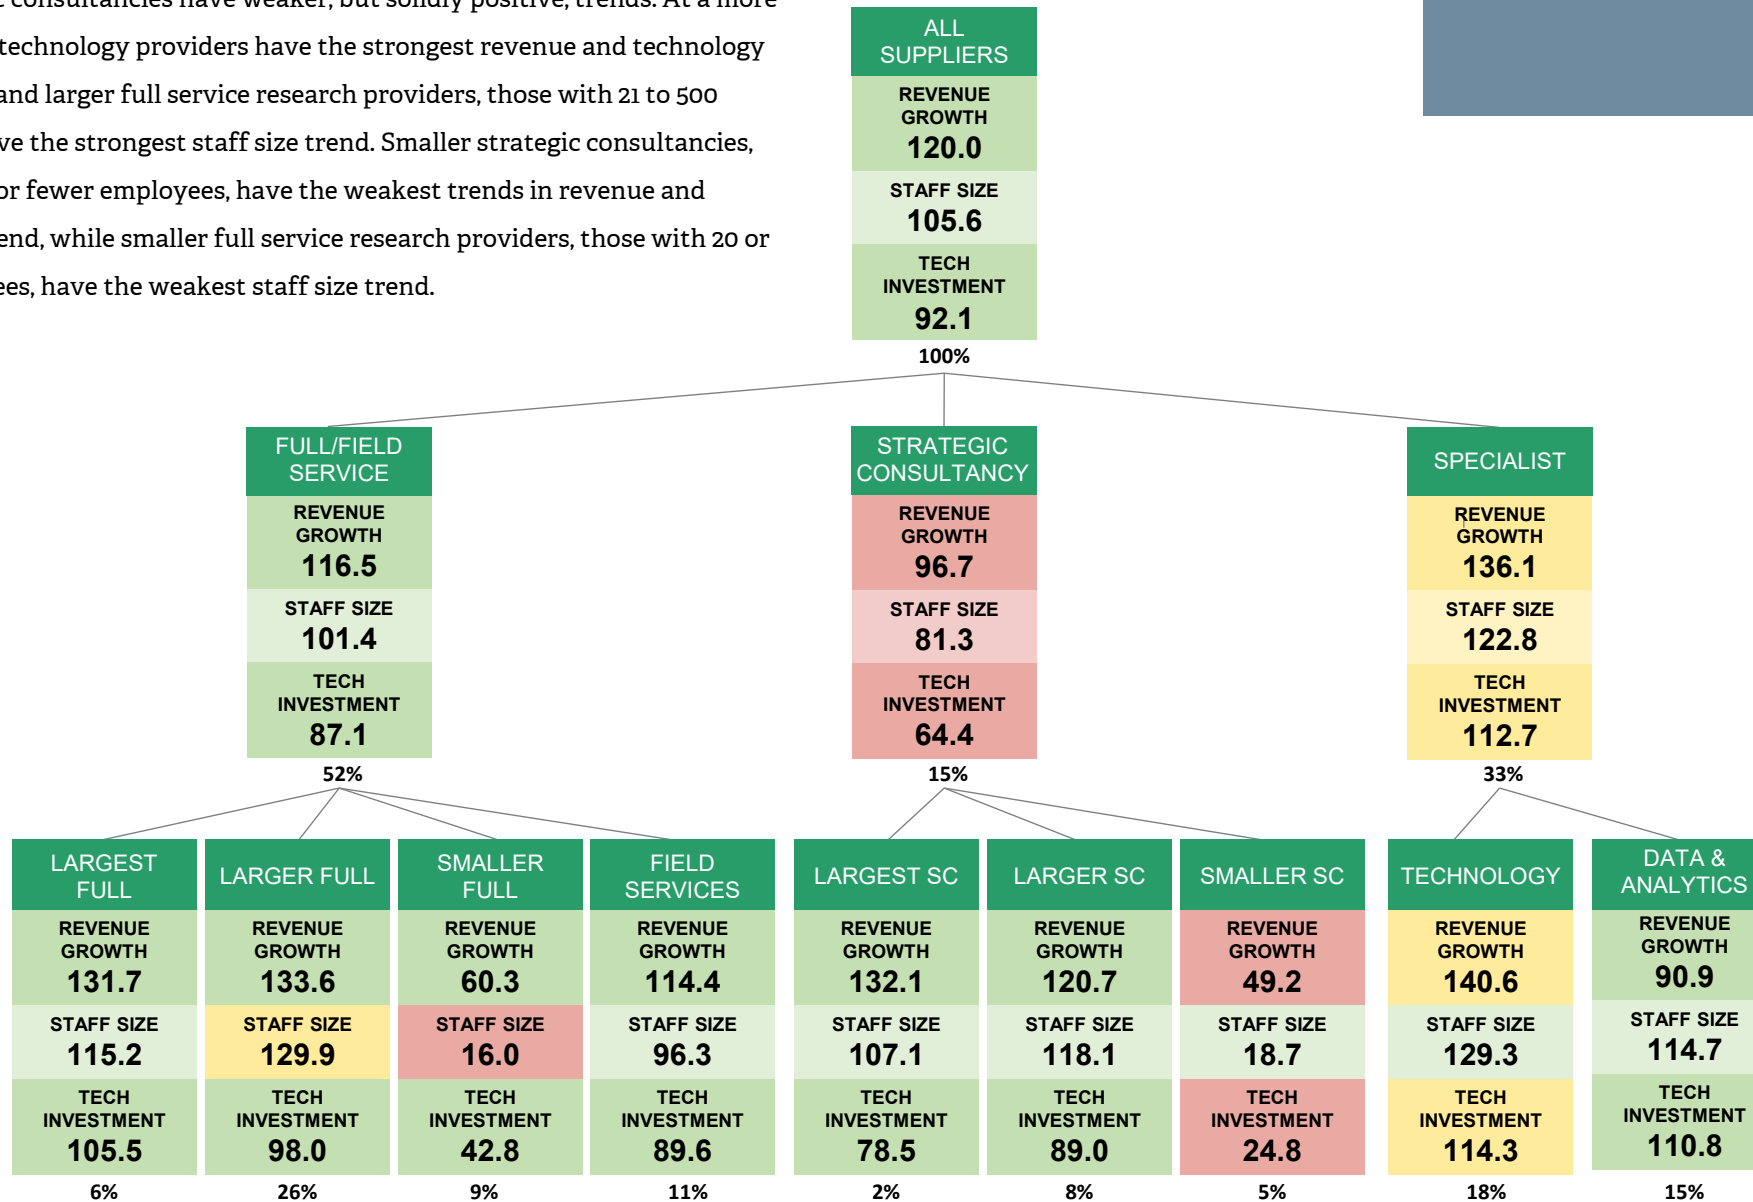 consultancies have weaker, but solidly positive, trends. At a more
technology providers have the strongest revenue and technology
and larger full service research providers, those with 21 to 500
ve the strongest staff size trend. Smaller strategic consultancies,
or fewer employees, have the weakest trends in revenue and
end, while smaller full service research providers, those with 20 or
ees, have the weakest staff size trend.
ALL
SUPPLIERS
REVENUE
GROWTH
120.0
STAFF SIZE
105.6
TECH
INVESTMENT
92.1
100%
FULL/FIELD
SERVICE
REVENUE
GROWTH
116.5
STAFF SIZE
101.4
TECH
INVESTMENT
87.1
52%
STRATEGIC
CONSULTANCY
REVENUE
GROWTH
96.7
STAFF SIZE
81.3
TECH
INVESTMENT
64.4
15%
SPECIALIST
REVENUE
GROWTH
136.1
STAFF SIZE
122.8
TECH
INVESTMENT
112.7
33%
LARGEST
FULL
REVENUE
GROWTH
131.7
STAFF SIZE
115.2
TECH
INVESTMENT
105.5
6%
LARGER FULL
REVENUE
GROWTH
133.6
STAFF SIZE
129.9
TECH
INVESTMENT
98.0
26%
SMALLER
FULL
REVENUE
GROWTH
60.3
STAFF SIZE
16.0
TECH
INVESTMENT
42.8
9%
FIELD
SERVICES
REVENUE
GROWTH
114.4
STAFF SIZE
96.3
TECH
INVESTMENT
89.6
11%
LARGEST SC
REVENUE
GROWTH
132.1
STAFF SIZE
107.1
TECH
INVESTMENT
78.5
2%
LARGER SC
REVENUE
GROWTH
120.7
STAFF SIZE
118.1
TECH
INVESTMENT
89.0
8%
SMALLER SC
REVENUE
GROWTH
49.2
STAFF SIZE
18.7
TECH
INVESTMENT
24.8
5%
TECHNOLOGY
REVENUE
GROWTH
140.6
STAFF SIZE
129.3
TECH
INVESTMENT
114.3
18%
DATA &
ANALYTICS
REVENUE
GROWTH
90.9
STAFF SIZE
114.7
TECH
INVESTMENT
110.8
15%